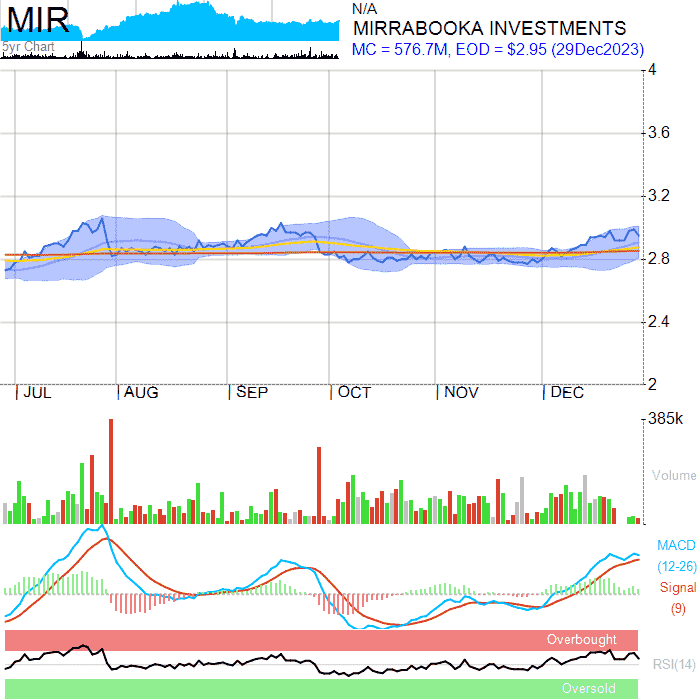 MIR
5yr Chart
N/A
MIRRABOOKA INVESTMENTS
MC = 576.7M, EOD = $2.95 (29Dec2023)
4
3.6
3.2
2.8
2.4
2
JUL
AUG
SEP
OCT
NOV
DEC
385k
Volume
MACD
(12-26)
Signal
(9)
Overbought
RSI(14)
Oversold